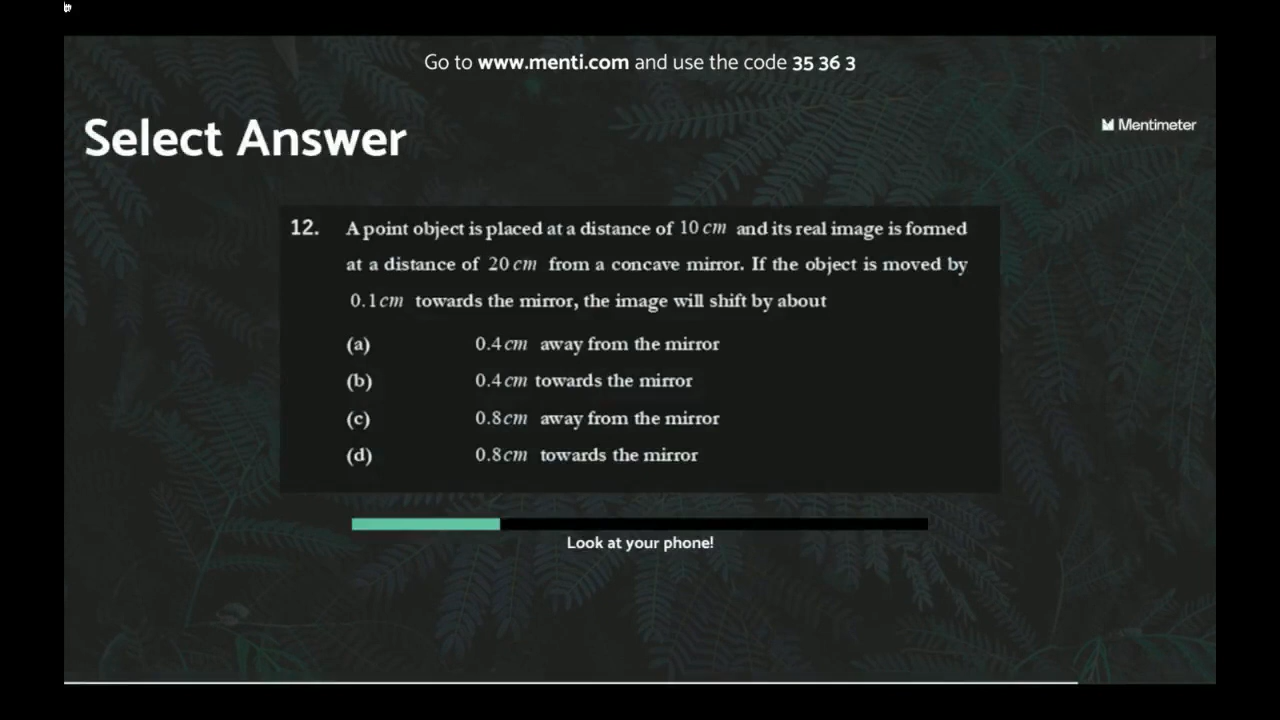 Go to www.menti.com and use the code 35 36 3
Select Answer
Mentimeter
12. A point object is placed at a distance of 10 cm and its real image is formed
at a distance of 20 cm from a concave mirror. If the object is moved by
0.1 cm towards the mirror, the image will shift by about
(a) 0.4 cm away from the mirror
(b) 0.4 cm towards the mirror
(c) 0.8 cm away from the mirror
(d) 0.8 cm towards the mirror
Look at your phone!